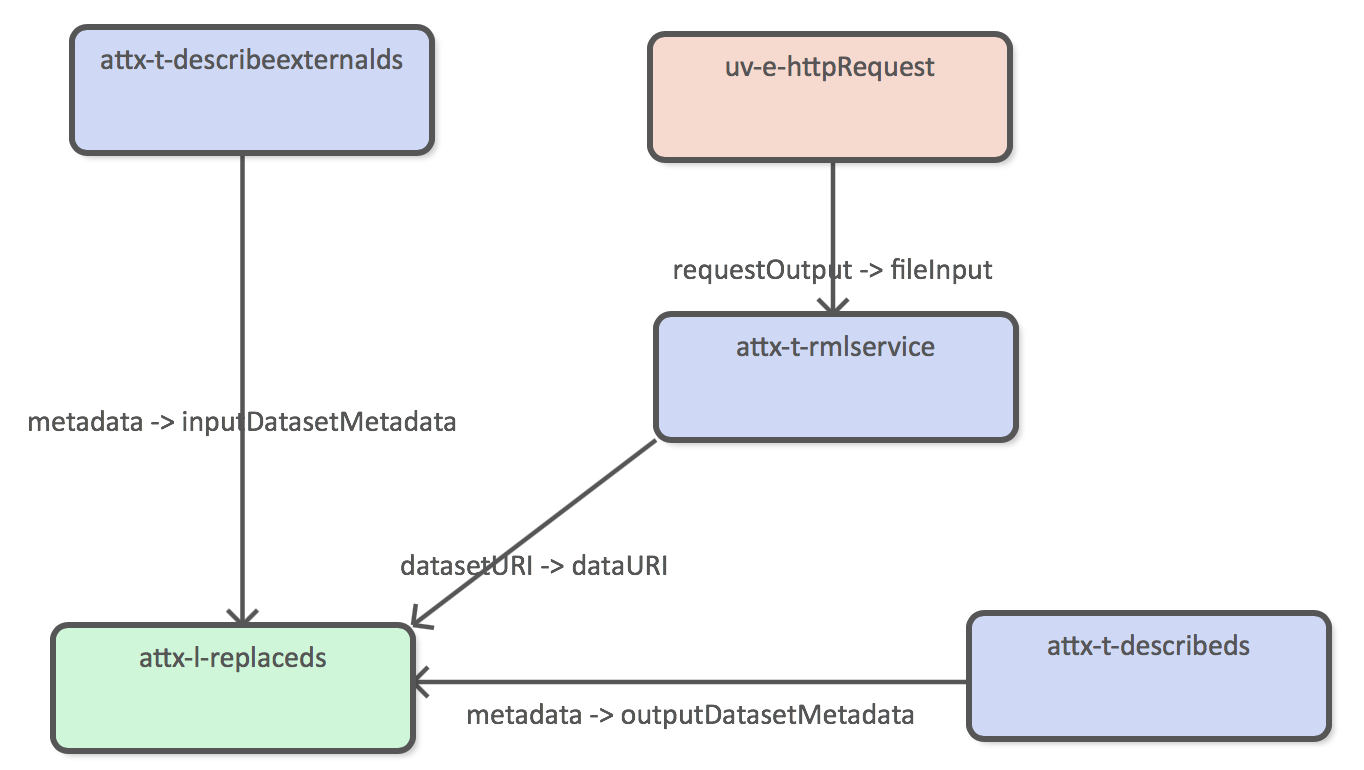 attx-t-describeexternalds
uv-e-httpRequest
requestOutput -> fileInput
attx-t-rmlservice
metadata -> inputDatasetMetadata
datasetURI -> dataURI
attx-l-replaceds
attx-t-describeds
metadata -> outputDatasetMetadata